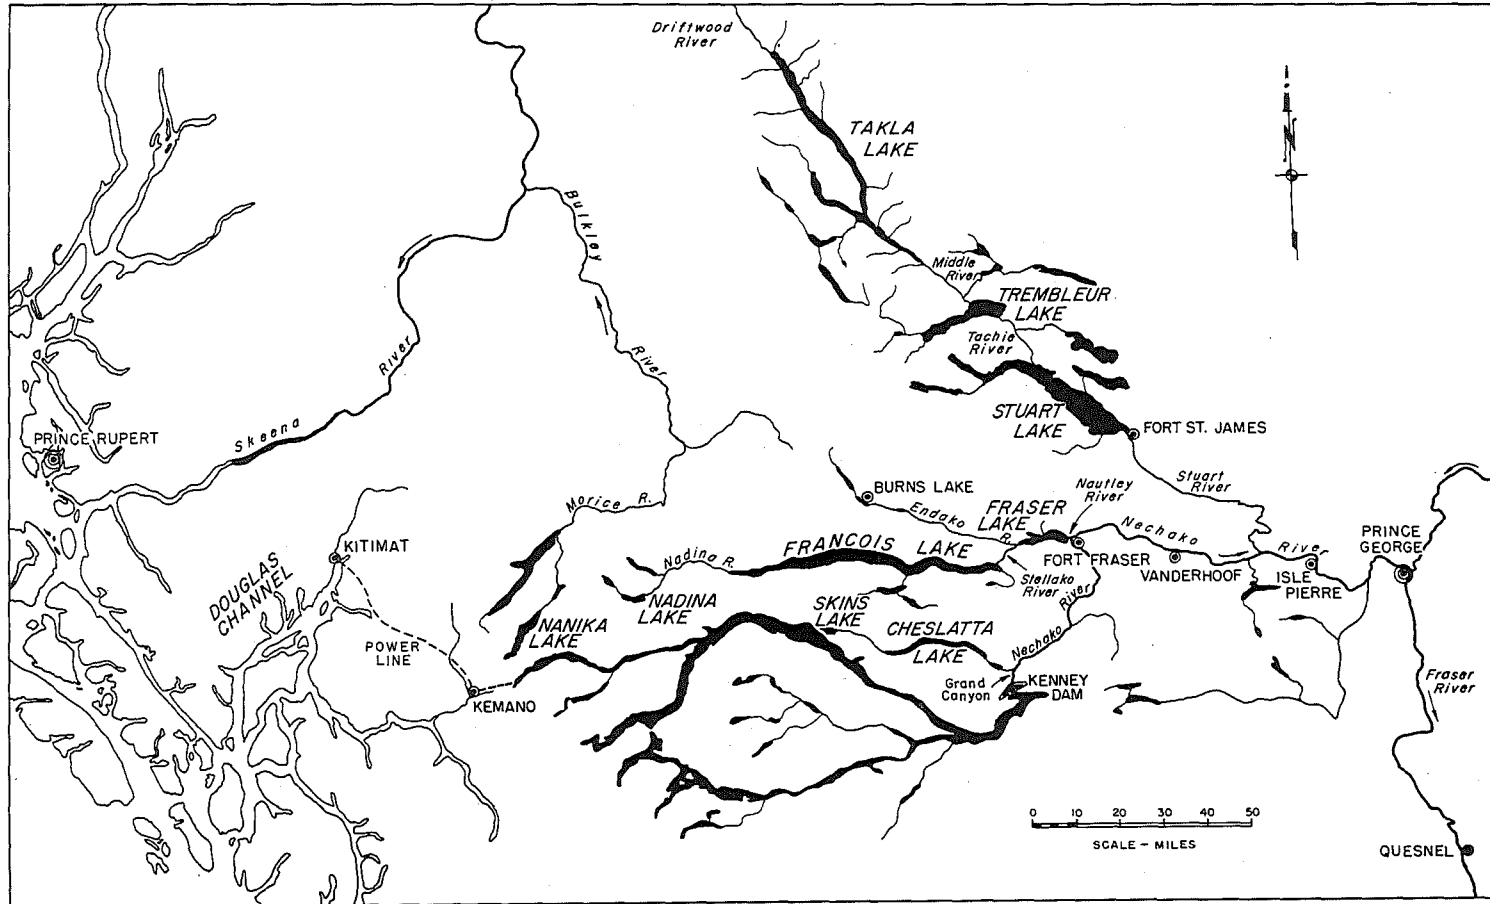 Driftwood
River
TAKLA
LAKE
N
Bulkley
River
Middle
River
TREMBLEUR
LAKE
Tachie
River
Skeena
River
STUART
LAKE
FORT ST. JAMES
PRINCE RUPERT
Stuart
River
BURNS LAKE
Nautley
River
Morice R.
Endako
R.
FRASER
LAKE
Nechako
River
PRINCE
GEORGE
KITIMAT
Nadina R.
FRANCOIS LAKE
FORT FRASER
VANDERHOOF
ISLE
PIERRE
Stellako
River
DOUGLAS
CHANNEL
NADINA
LAKE
SKINS
LAKE
CHESLATTA
LAKE
Nechako
River
NANIKA
LAKE
POWER
LINE
Grand
Canyon
KENNEY
DAM
KEMANO
Fraser
River
0 10 20 30 40 50
SCALE – MILES
QUESNEL